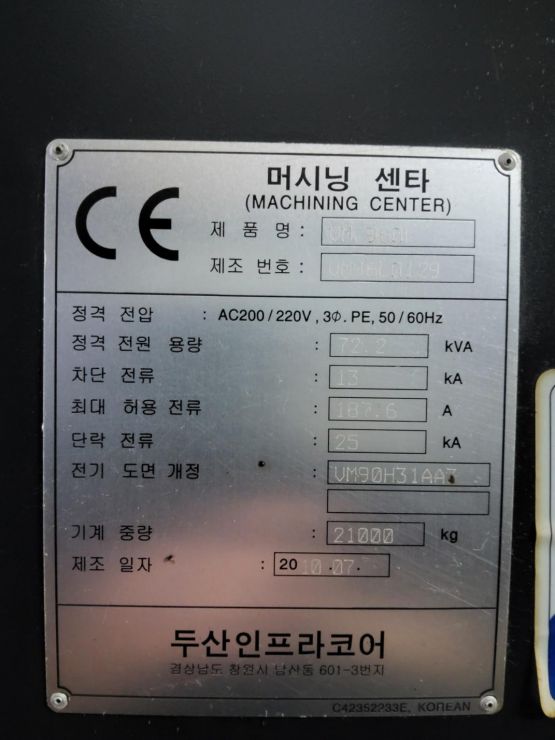 CE
머시닝 센타
(MACHINING CENTER)
제 품 명 :
제조 번호 :
정격 전압 : AC200/220V, 3Φ. PE, 50/60Hz
정격 전원 용량 : 72.2 kVA
차단 전류 : 13 kA
최대 허용 전류 : 187.6 A
단락 전류 : 25 kA
전기 도면 개정 :
기계 중량 : 21000 kg
제조 일자 : 20 10.07.
두산인프라코어
경상남도 창원시 남산동 601-3번지
C42352233E, KOREAN